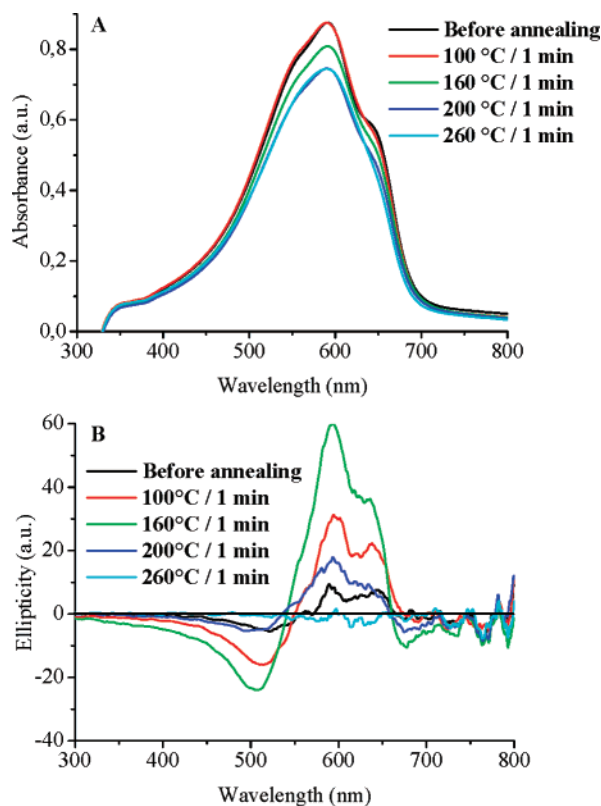 A
Before annealing
100 °C / 1 min
160 °C / 1 min
200 °C / 1 min
260 °C / 1 min
Absorbance (a.u.)
0,8
0,6
0,4
0,2
0,0
300 400 500 600 700 800
Wavelength (nm)
B
Before annealing
100°C / 1 min
160°C / 1 min
200°C / 1 min
260°C / 1 min
Ellipticity (a.u.)
60
40
20
0
-20
-40
300 400 500 600 700 800
Wavelength (nm)